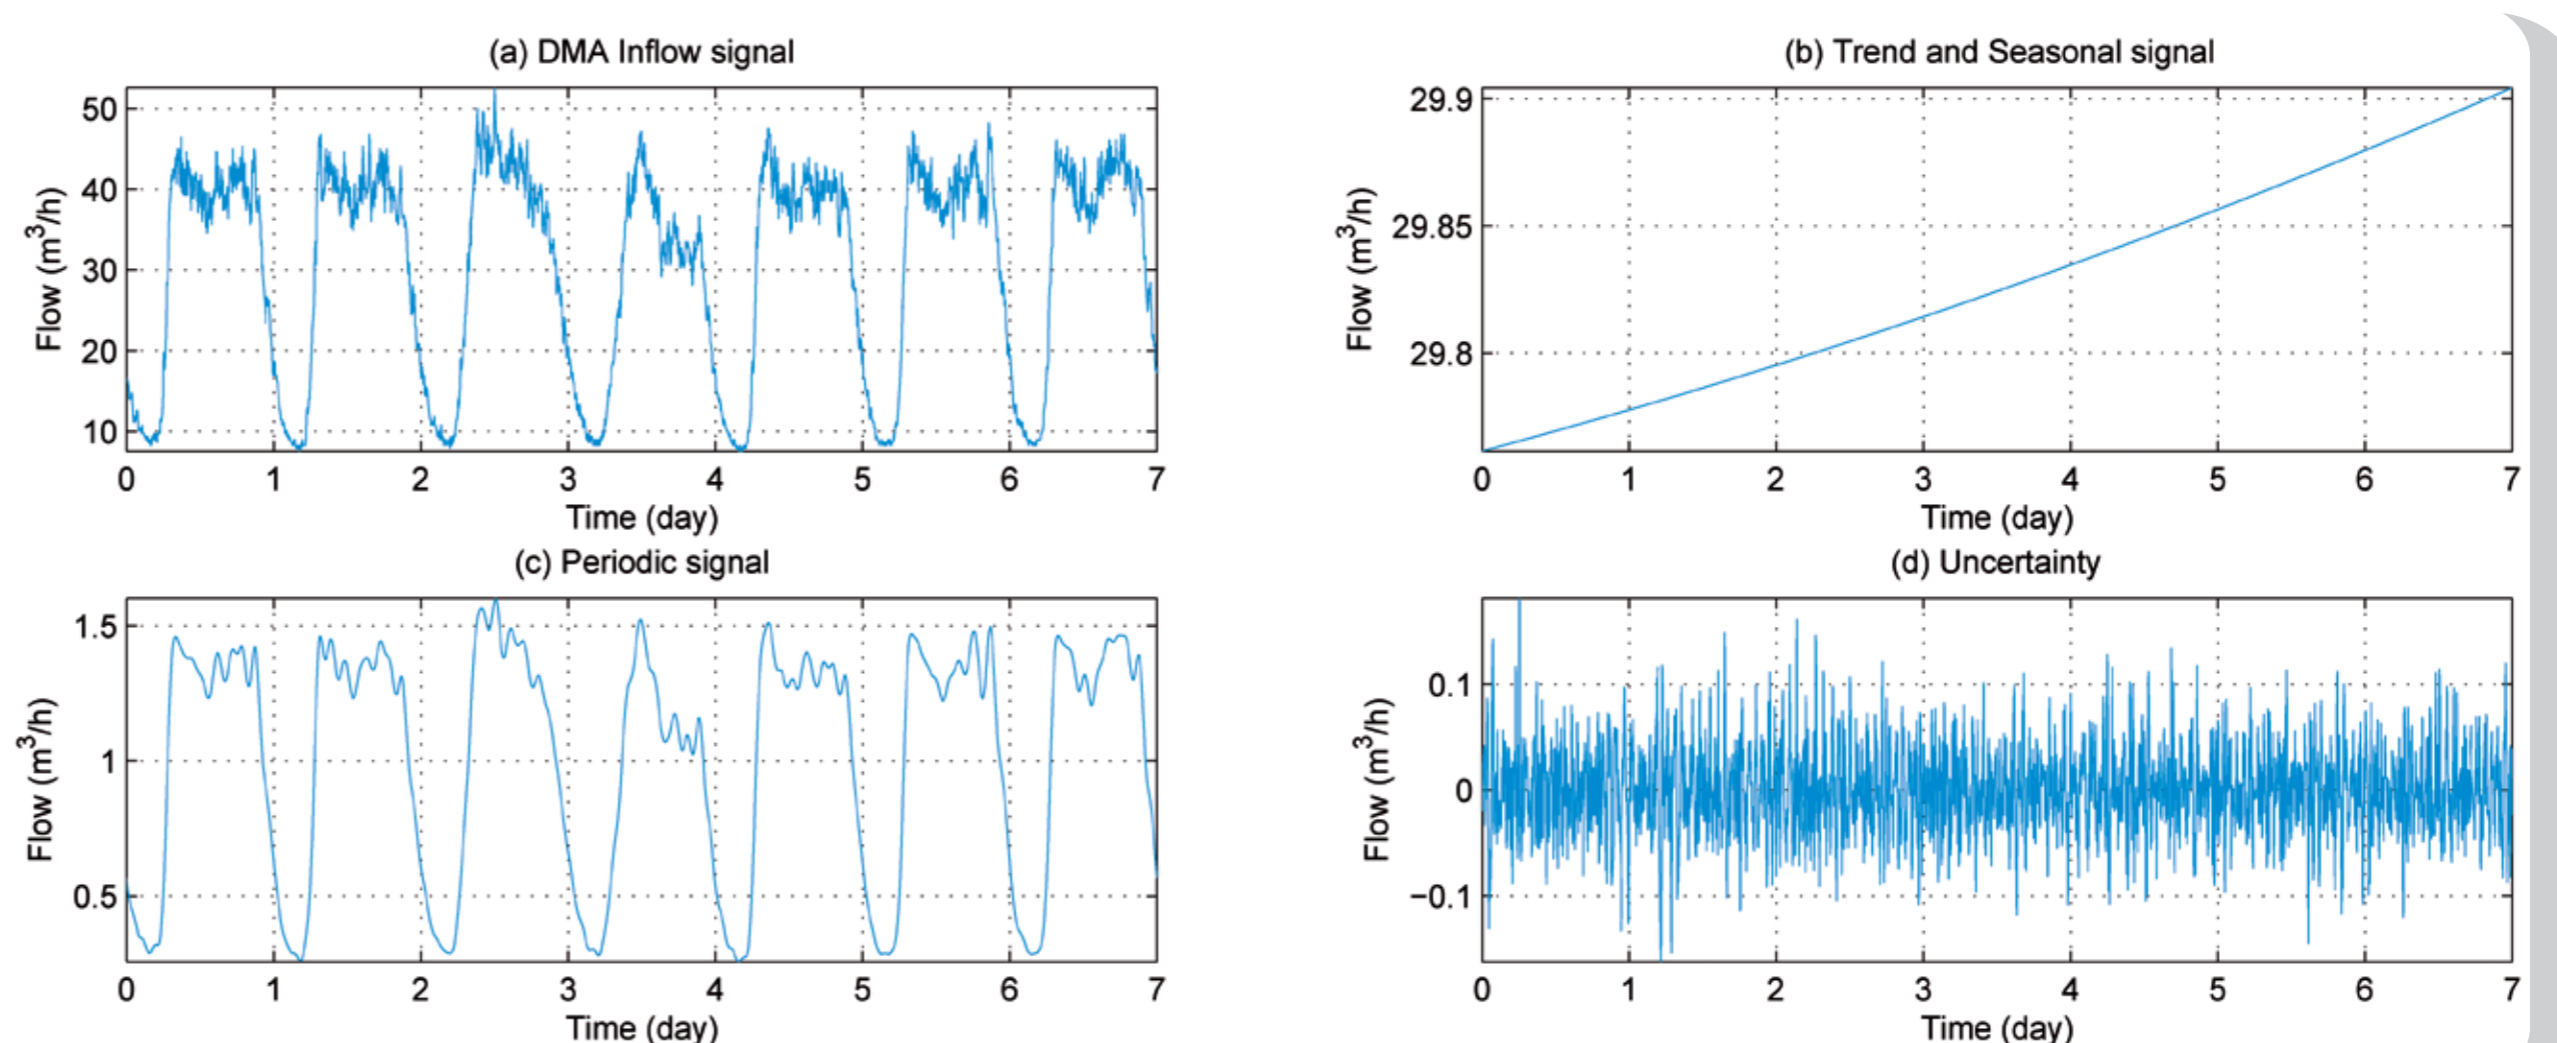 (a) DMA Inflow signal
Flow (m³/h)
50
40
30
20
10
0 1 2 3 4 5 6 7
Time (day)
(b) Trend and Seasonal signal
Flow (m³/h)
29.9
29.85
29.8
0 1 2 3 4 5 6 7
Time (day)
(c) Periodic signal
Flow (m³/h)
1.5
1
0.5
0 1 2 3 4 5 6 7
Time (day)
(d) Uncertainty
Flow (m³/h)
0.1
0
−0.1
0 1 2 3 4 5 6 7
Time (day)